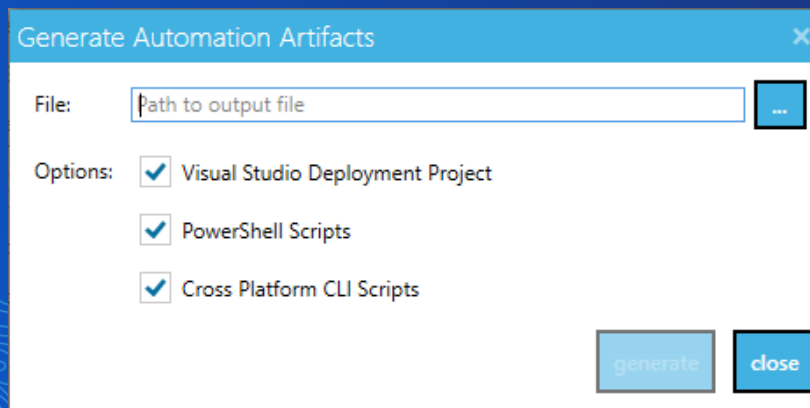 Generate Automation Artifacts
File: Path to output file ...
Options: Visual Studio Deployment Project
PowerShell Scripts
Cross Platform CLI Scripts
generate close